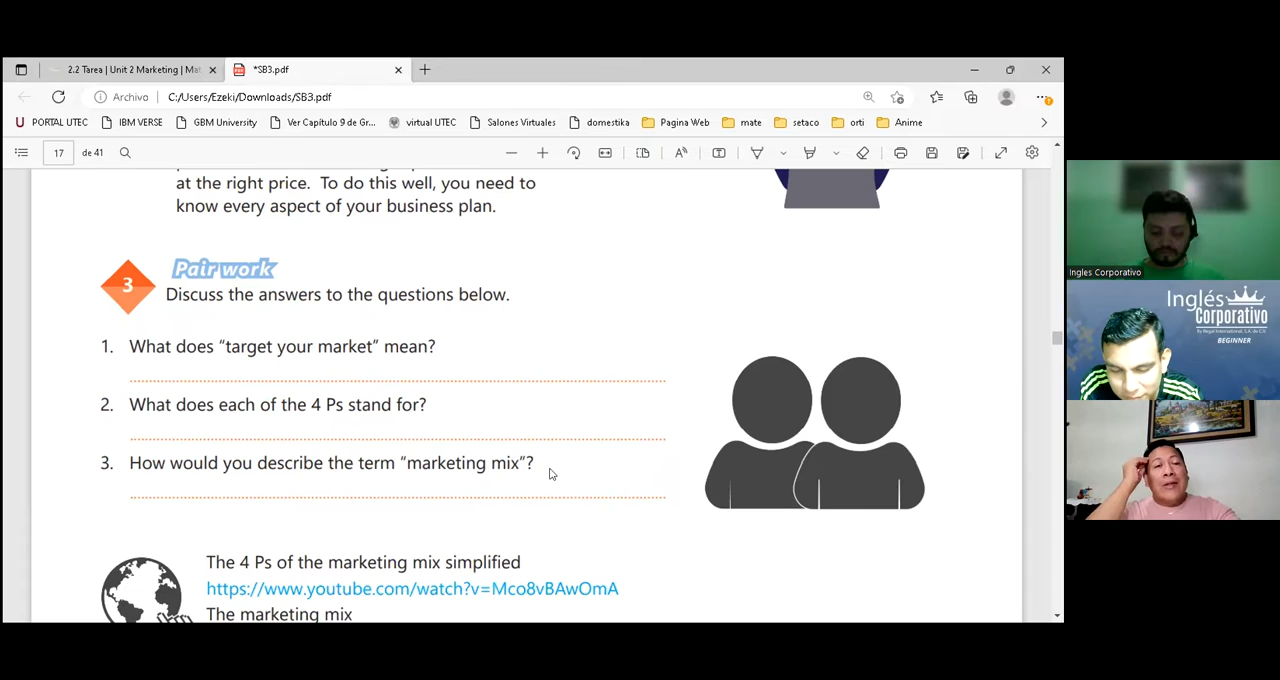 2.2 Tarea | Unit 2 Marketing | Mat
*SB3.pdf
Archivo | C:/Users/Ezeki/Downloads/SB3.pdf
PORTAL UTEC
IBM VERSE
GBM University
Ver Capítulo 9 de Gr...
virtual UTEC
Salones Virtuales
domestika
Pagina Web
mate
setaco
orti
Anime
17 de 41
at the right price. To do this well, you need to
know every aspect of your business plan.
3
Pair work
Discuss the answers to the questions below.
1. What does “target your market” mean?
2. What does each of the 4 Ps stand for?
3. How would you describe the term “marketing mix”?
The 4 Ps of the marketing mix simplified
https://www.youtube.com/watch?v=Mco8vBAwOmA
The marketing mix
Ingles Corporativo
Inglés
Corporativo
By Regal International, S.A. de C.V.
BEGINNER